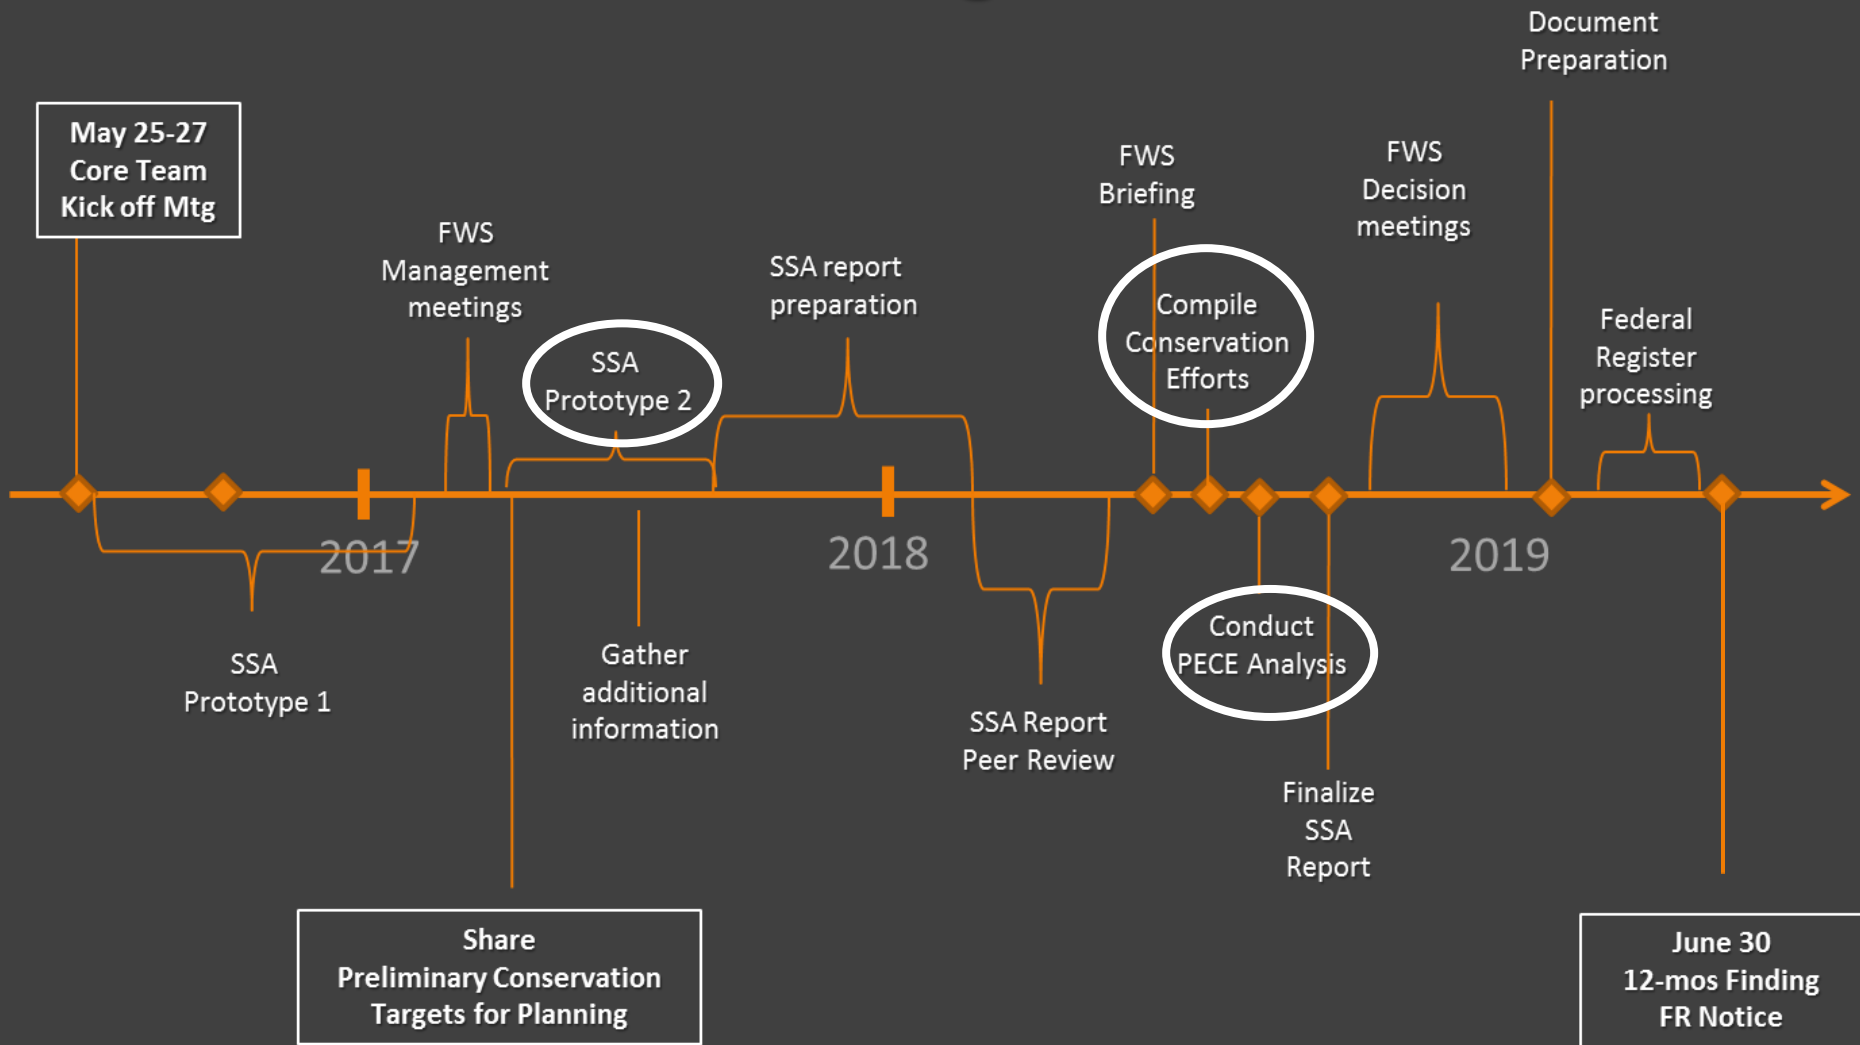 Document
Preparation
May 25-27
Core Team
Kick off Mtg
FWS
Management
meetings
SSA
Prototype 2
SSA report
preparation
FWS
Briefing
Compile
Conservation
Efforts
FWS
Decision
meetings
Federal
Register
processing
2017
2018
2019
SSA
Prototype 1
Gather
additional
information
SSA Report
Peer Review
Conduct
PECE Analysis
Finalize
SSA
Report
Share
Preliminary Conservation
Targets for Planning
June 30
12-mos Finding
FR Notice